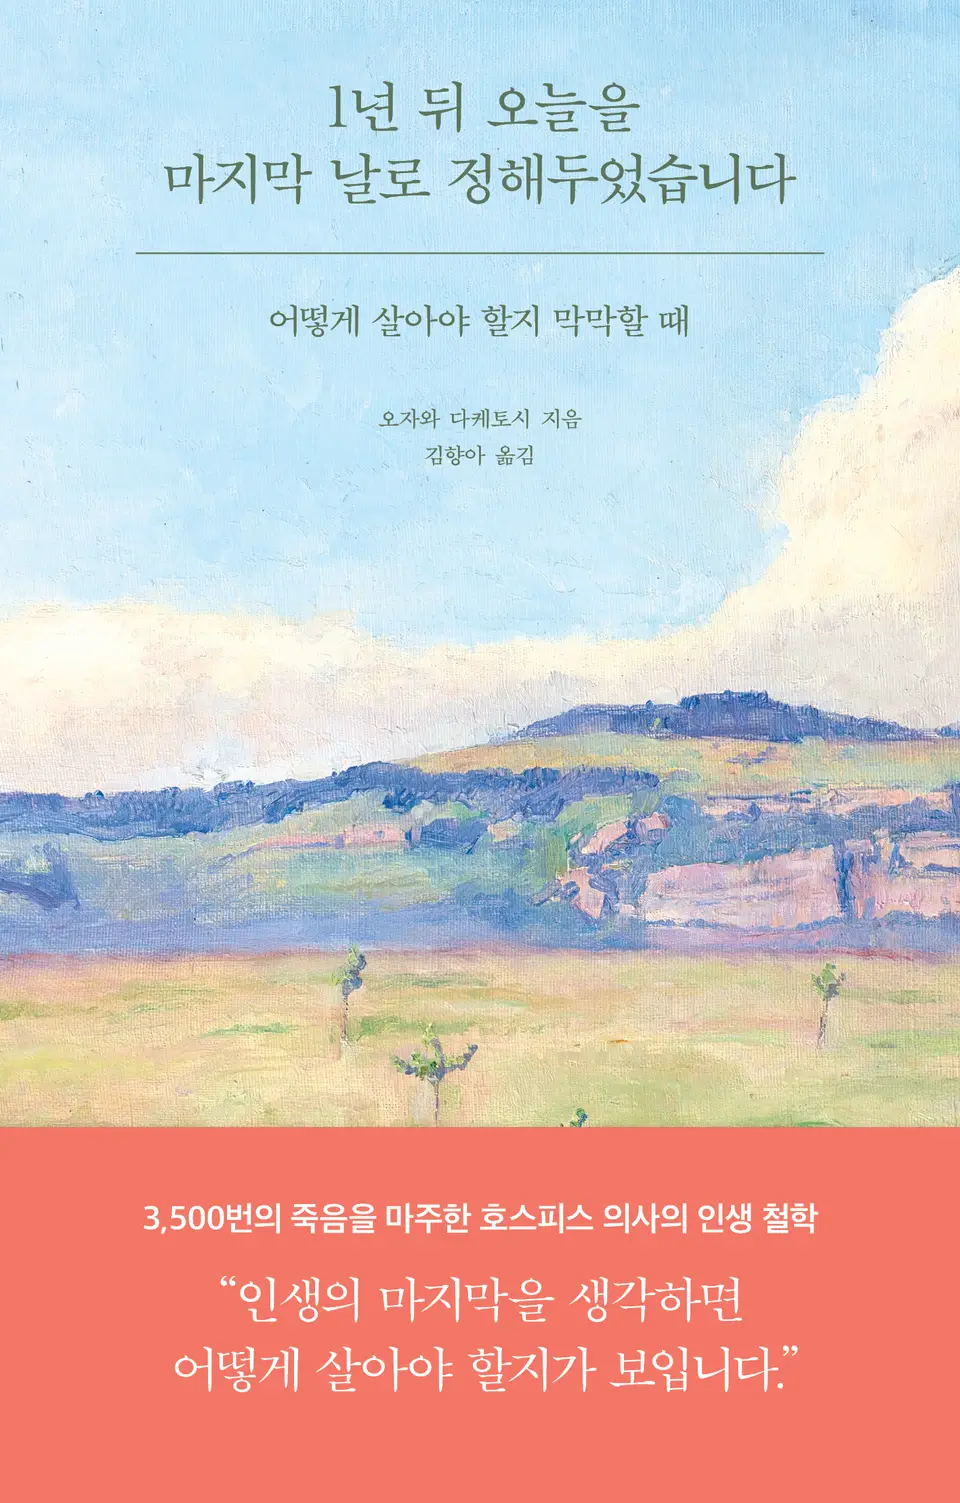 1년 뒤 오늘을
마지막 날로 정해두었습니다
어떻게 살아야 할지 막막할 때
오자와 다케토시 지음
김향아 옮김
3,500번의 죽음을 마주한 호스피스 의사의 인생 철학
“인생의 마지막을 생각하면
어떻게 살아야 할지가 보입니다.”